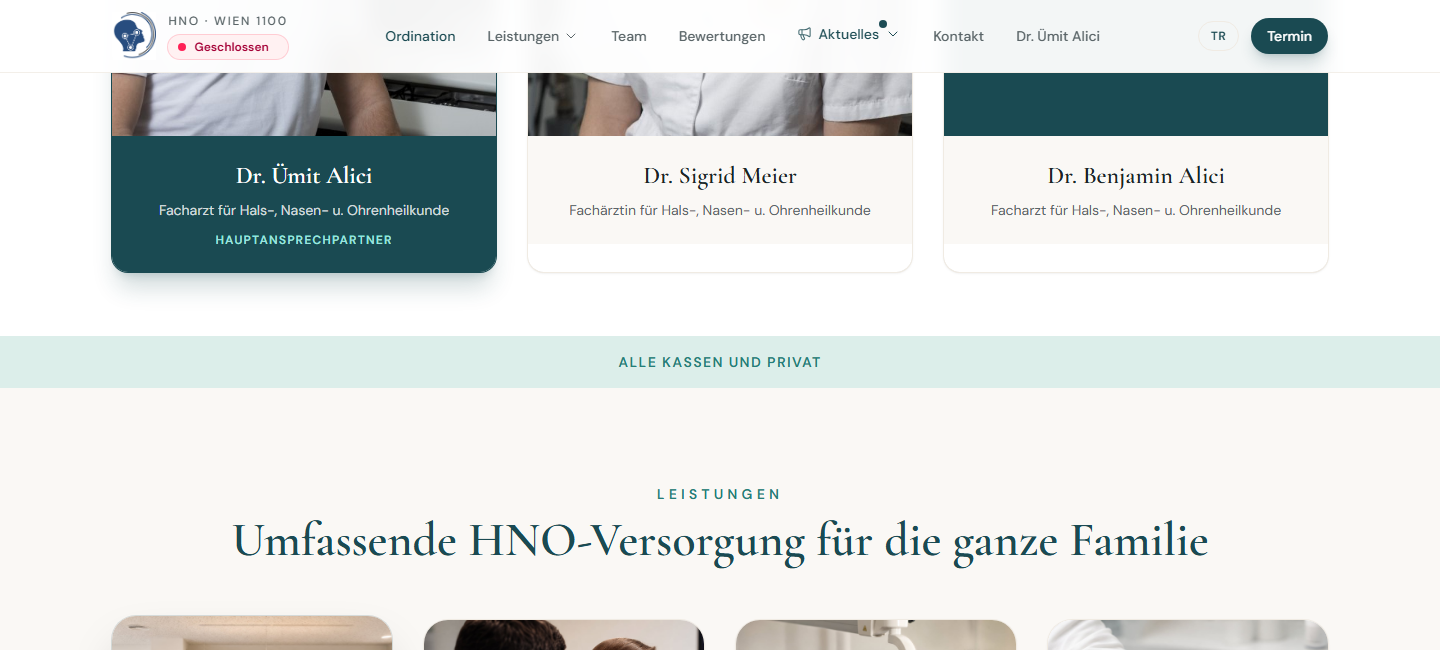 HNO · WIEN 1100
Geschlossen
Ordination
Leistungen
Team
Bewertungen
Aktuelles
Kontakt
Dr. Ümit Alici
TR
Termin
Dr. Ümit Alici
Facharzt für Hals-, Nasen- u. Ohrenheilkunde
HAUPTANSPRECHPARTNER
Dr. Sigrid Meier
Fachärztin für Hals-, Nasen- u. Ohrenheilkunde
Dr. Benjamin Alici
Facharzt für Hals-, Nasen- u. Ohrenheilkunde
ALLE KASSEN UND PRIVAT
LEISTUNGEN
Umfassende HNO-Versorgung für die ganze Familie